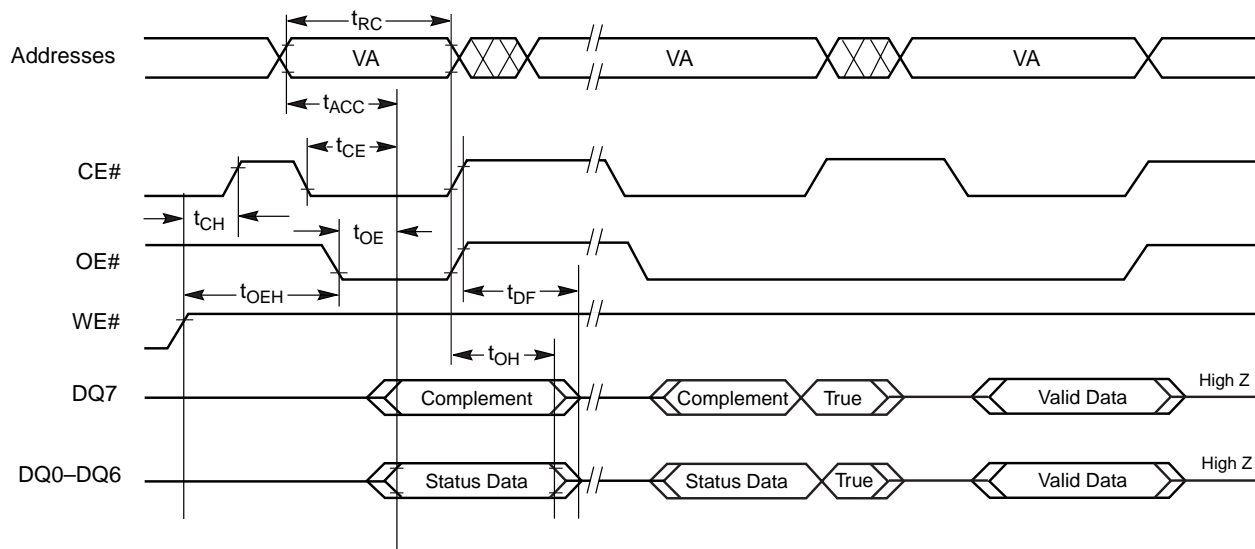 tRC
Addresses
VA
VA
VA
tACC
tCE
CE#
tCH
tOE
OE#
tOEH
tDF
WE#
tOH
DQ7
Complement
Complement
True
Valid Data
High Z
DQ0–DQ6
Status Data
Status Data
True
Valid Data
High Z